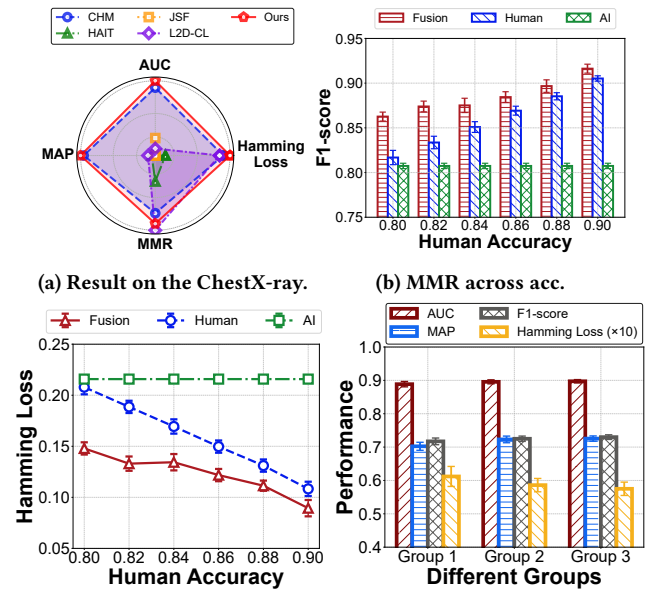 CHM JSF Ours
HAIT L2D-CL
AUC
MAP
Hamming
Loss
MMR
(a) Result on the ChestX-ray.
Fusion Human AI
F1-score
0.95
0.90
0.85
0.80
0.75
0.80 0.82 0.84 0.86 0.88 0.90
Human Accuracy
(b) MMR across acc.
Fusion Human AI
Hamming Loss
0.25
0.20
0.15
0.10
0.05
0.80 0.82 0.84 0.86 0.88 0.90
Human Accuracy
AUC F1-score
MAP Hamming Loss (×10)
Performance
1.0
0.9
0.8
0.7
0.6
0.5
0.4
Group 1 Group 2 Group 3
Different Groups